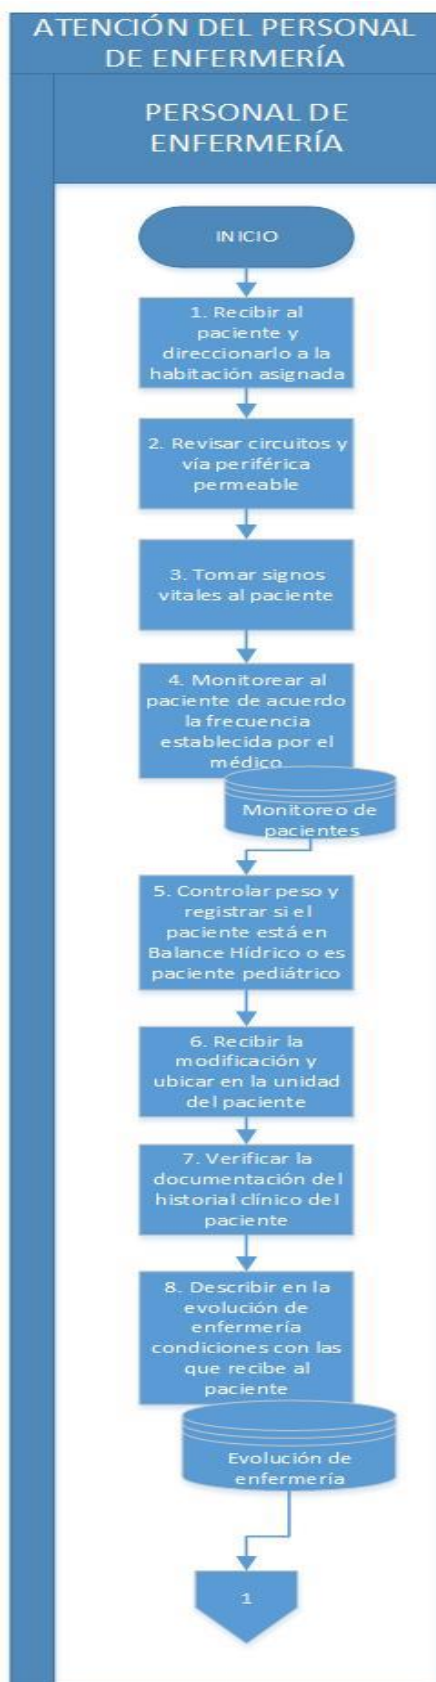 ATENCIÓN DEL PERSONAL
DE ENFERMERÍA
PERSONAL DE
ENFERMERÍA
INICIO
1. Recibir al
paciente y
direccionarlo a la
habitación asignada
2. Revisar circuitos y
vía periférica
permeable
3. Tomar signos
vitales al paciente
4. Monitorear al
paciente de acuerdo
la frecuencia
establecida por el
médico
Monitoreo de
pacientes
5. Controlar peso y
registrar si el
paciente está en
Balance Hídrico o es
paciente pediátrico
6. Recibir la
modificación y
ubicar en la unidad
del paciente
7. Verificar la
documentación del
historial clínico del
paciente
8. Describir en la
evolución de
enfermería
condiciones con las
que recibe al
paciente
Evolución de
enfermería
1